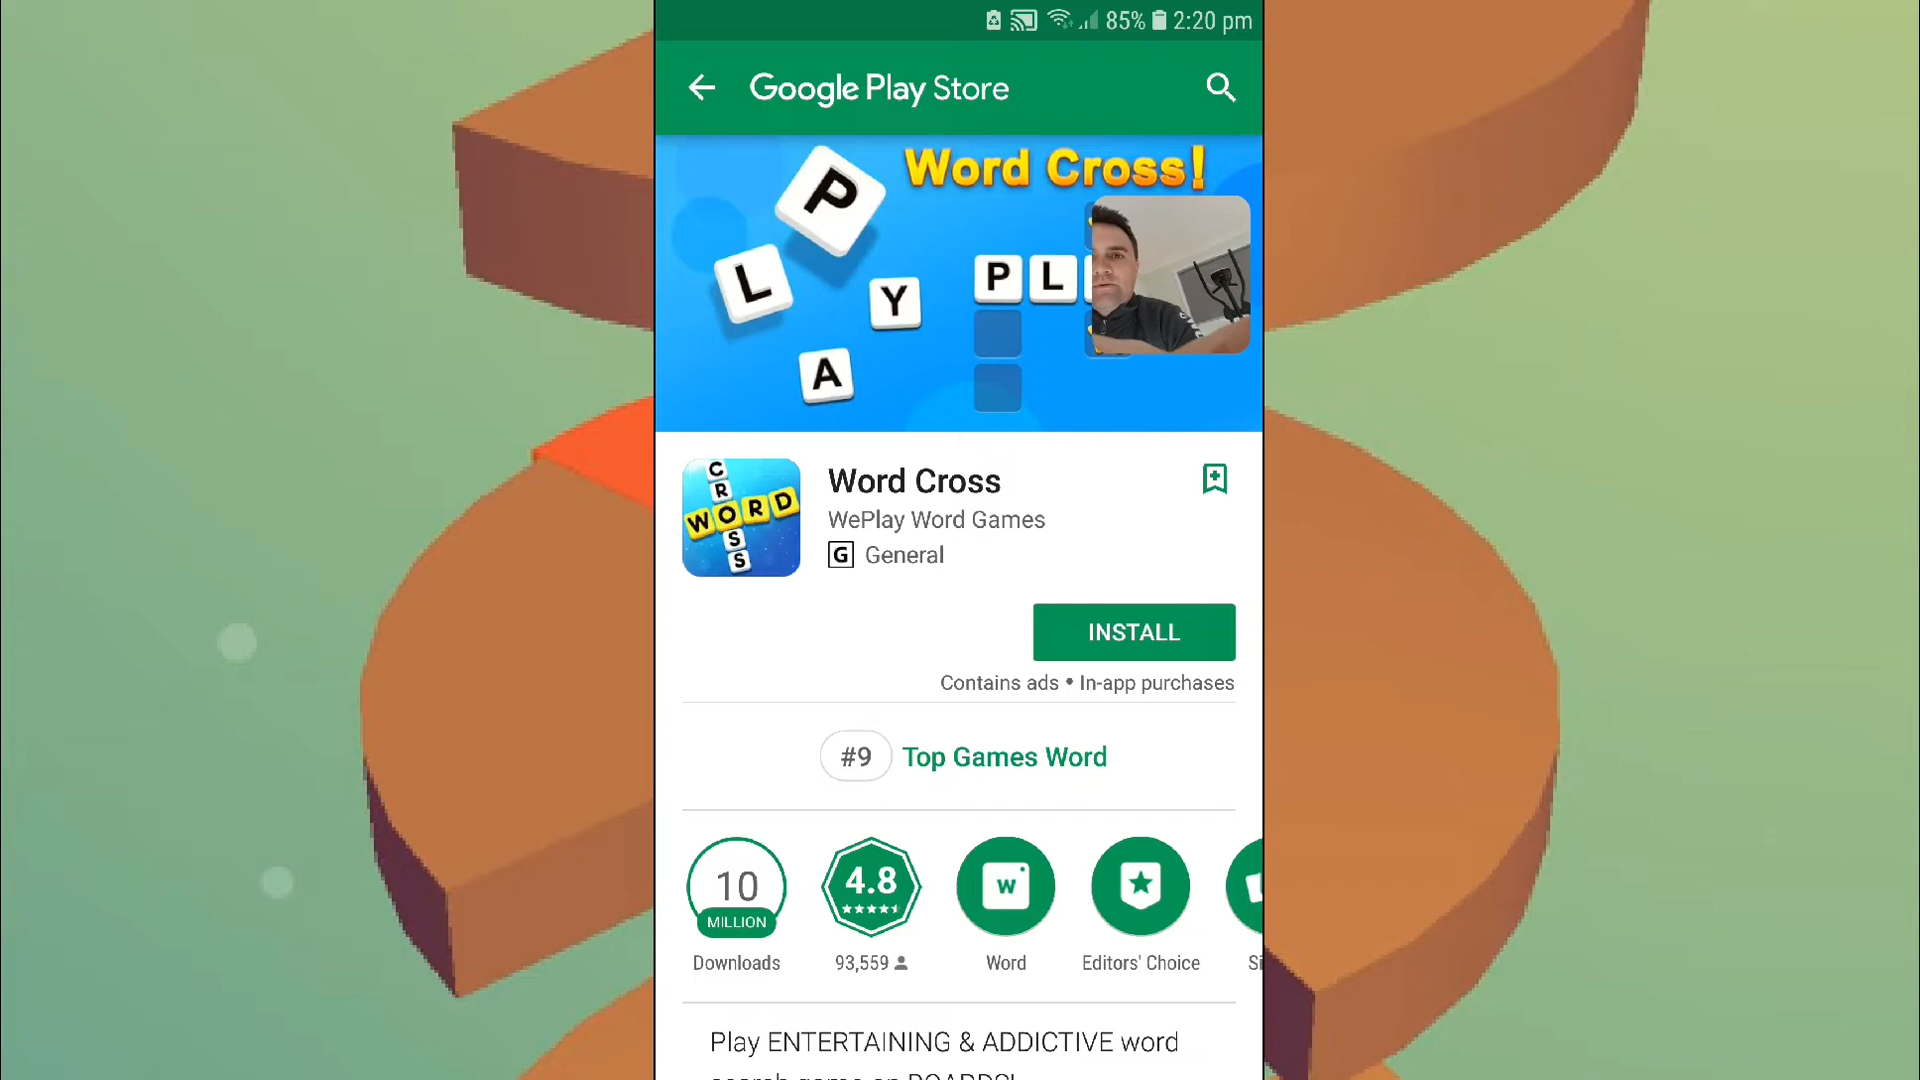 85% 2:20 pm
Google Play Store
Word Cross!
P
L
Y
A
P L
C
R
WORD
S
S
Word Cross
WePlay Word Games
G General
INSTALL
Contains ads • In-app purchases
#9 Top Games Word
10
MILLION
4.8
W
Downloads
93,559
Word
Editors' Choice
Si
Play ENTERTAINING & ADDICTIVE word